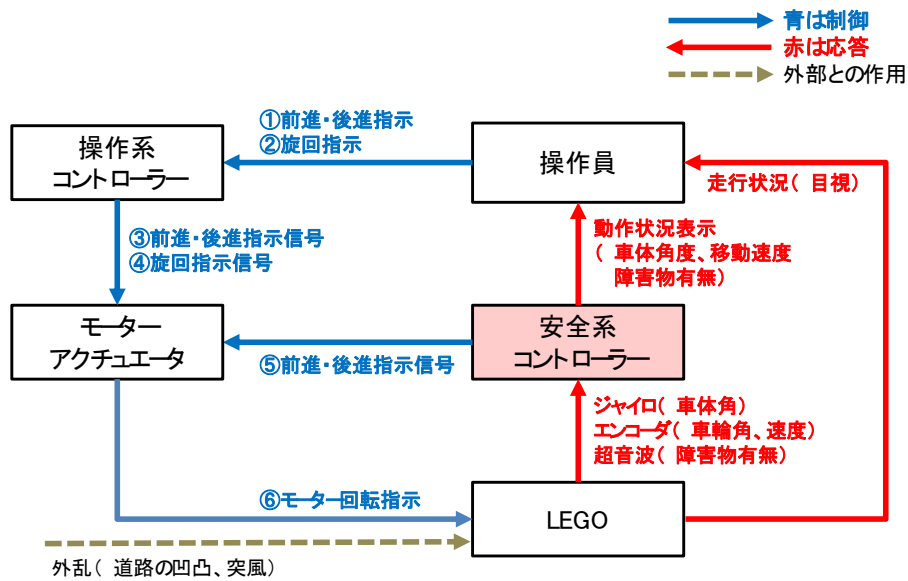 青は制御
赤は応答
外部との作用
①前進・後進指示
②旋回指示
操作系
コントローラー
操作員
走行状況( 目視)
③前進・後進指示信号
④旋回指示信号
動作状況表示
( 車体角度、移動速度
障害物有無)
モーター
アクチュエータ
安全系
コントローラー
⑤前進・後進指示信号
ジャイロ( 車体角)
エンコーダ( 車輪角、速度)
超音波( 障害物有無)
⑥モーター回転指示
LEGO
外乱( 道路の凹凸、突風)